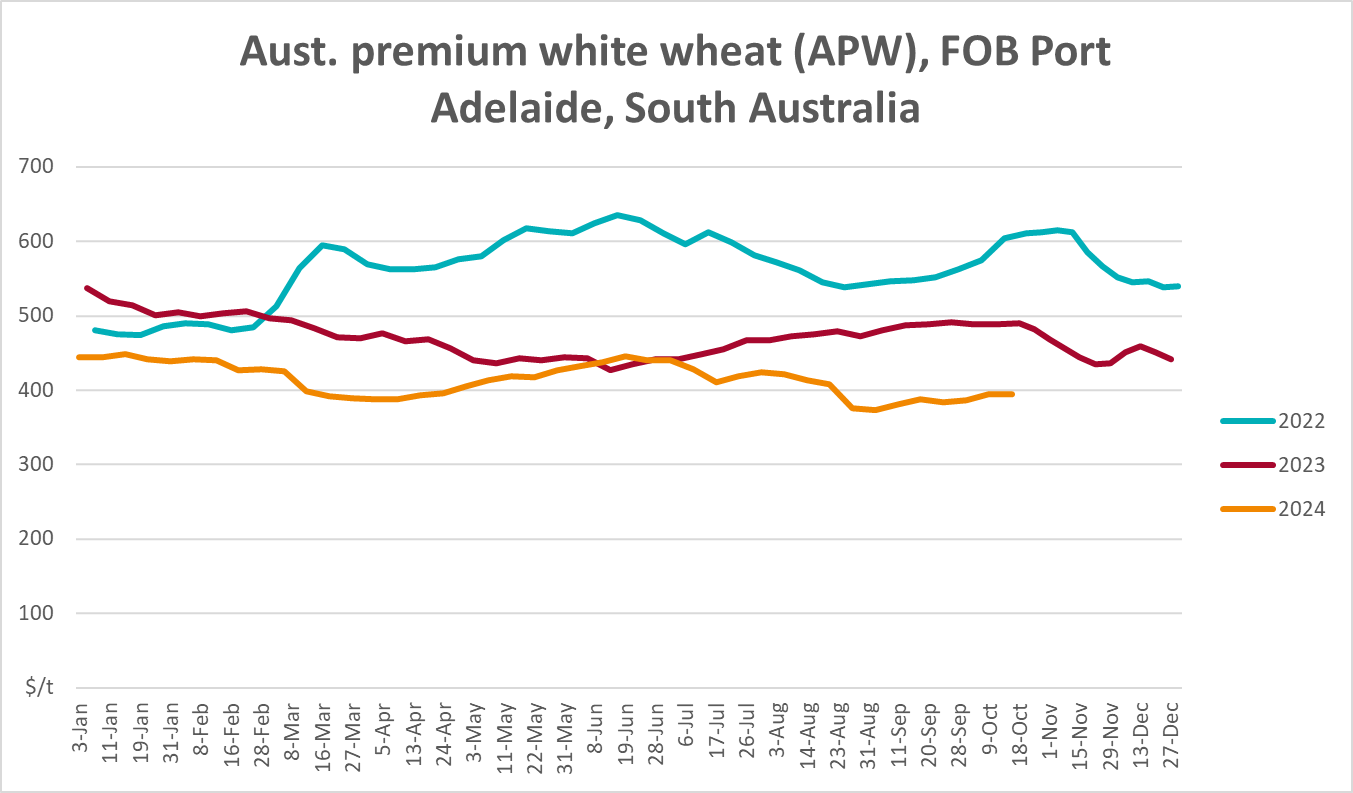 Aust. premium white wheat (APW), FOB Port
Adelaide, South Australia
700
600
500
400
300
200
100
$/t
3-Jan
11-Jan
19-Jan
31-Jan
8-Feb
16-Feb
28-Feb
8-Mar
16-Mar
27-Mar
5-Apr
13-Apr
24-Apr
3-May
11-May
22-May
31-May
8-Jun
19-Jun
28-Jun
6-Jul
17-Jul
26-Jul
3-Aug
14-Aug
23-Aug
31-Aug
11-Sep
20-Sep
28-Sep
9-Oct
18-Oct
1-Nov
15-Nov
29-Nov
13-Dec
27-Dec
2022
2023
2024